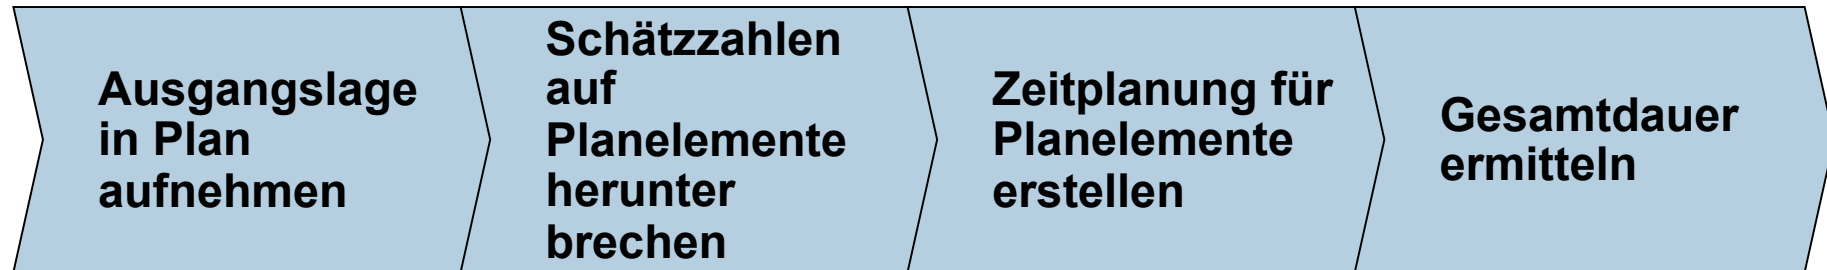 Ausgangslage
in Plan
aufnehmen
Schätzzahlen
auf
Planelemente
herunter
brechen
Zeitplanung für
Planelemente
erstellen
Gesamtdauer
ermitteln